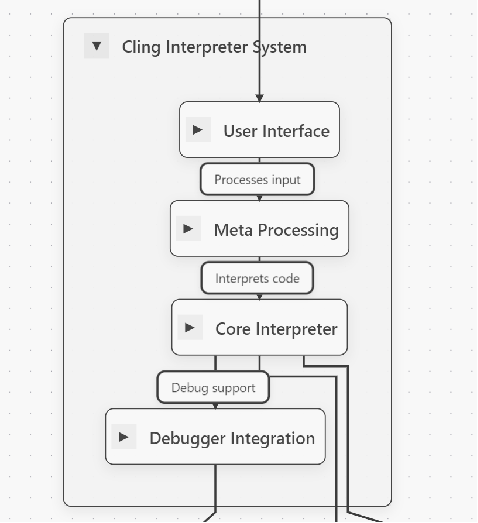 Cling Interpreter System
User Interface
Processes input
Meta Processing
Interprets code
Core Interpreter
Debug support
Debugger Integration